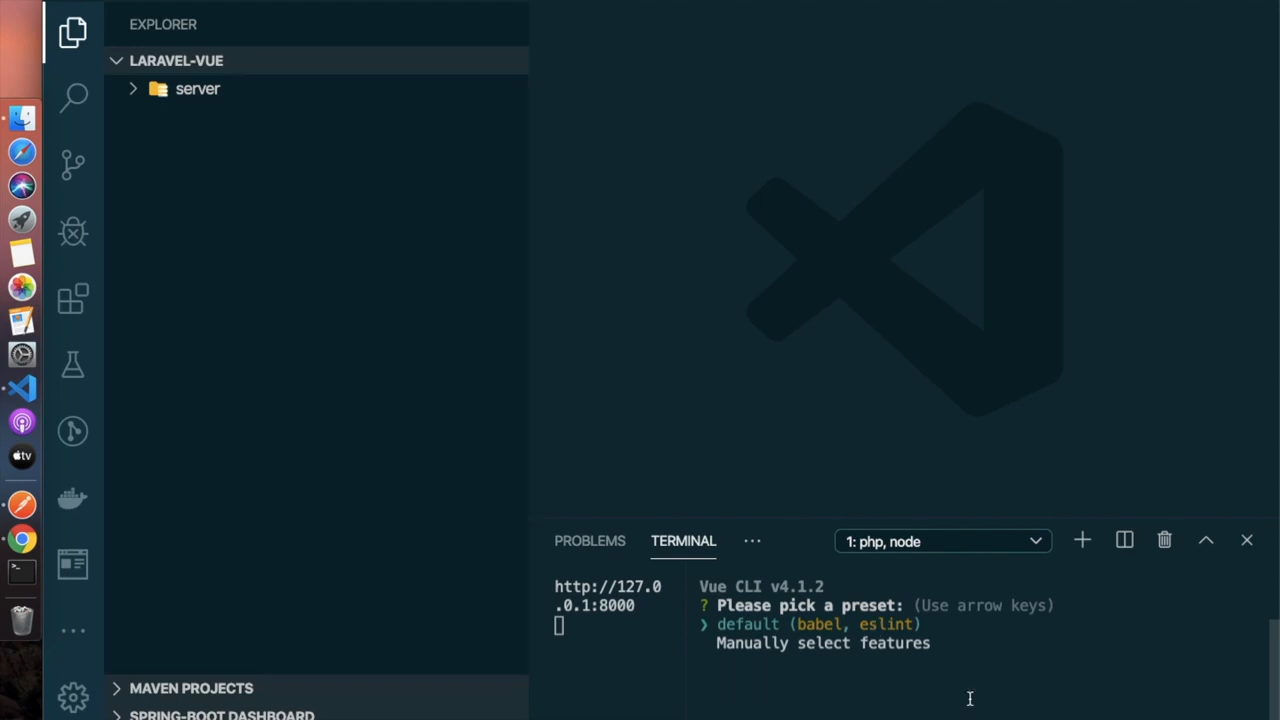 EXPLORER
LARAVEL-VUE
server
MAVEN PROJECTS
SPRING-BOOT DASHBOARD
PROBLEMS
TERMINAL
1: php, node
http://127.0
.0.1:8000
Vue CLI v4.1.2
? Please pick a preset: (Use arrow keys)
❯ default (babel, eslint)
Manually select features
tv